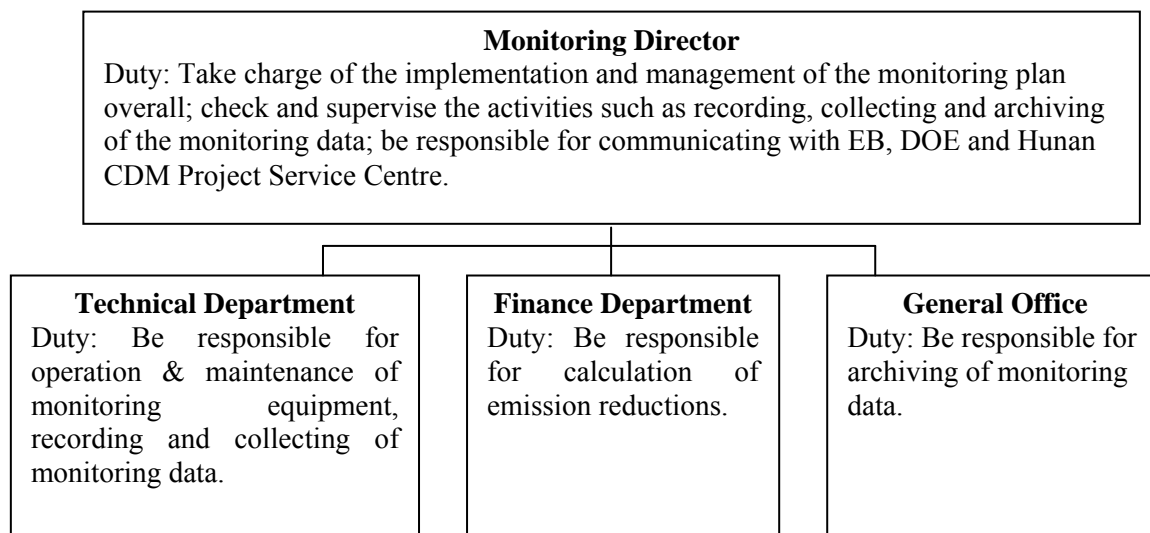 Monitoring Director
Duty: Take charge of the implementation and management of the monitoring plan
overall; check and supervise the activities such as recording, collecting and archiving
of the monitoring data; be responsible for communicating with EB, DOE and Hunan
CDM Project Service Centre.
Technical Department
Duty: Be responsible for
operation & maintenance of
monitoring equipment,
recording and collecting of
monitoring data.
Finance Department
Duty: Be responsible
for calculation of
emission reductions.
General Office
Duty: Be responsible for
archiving of monitoring
data.